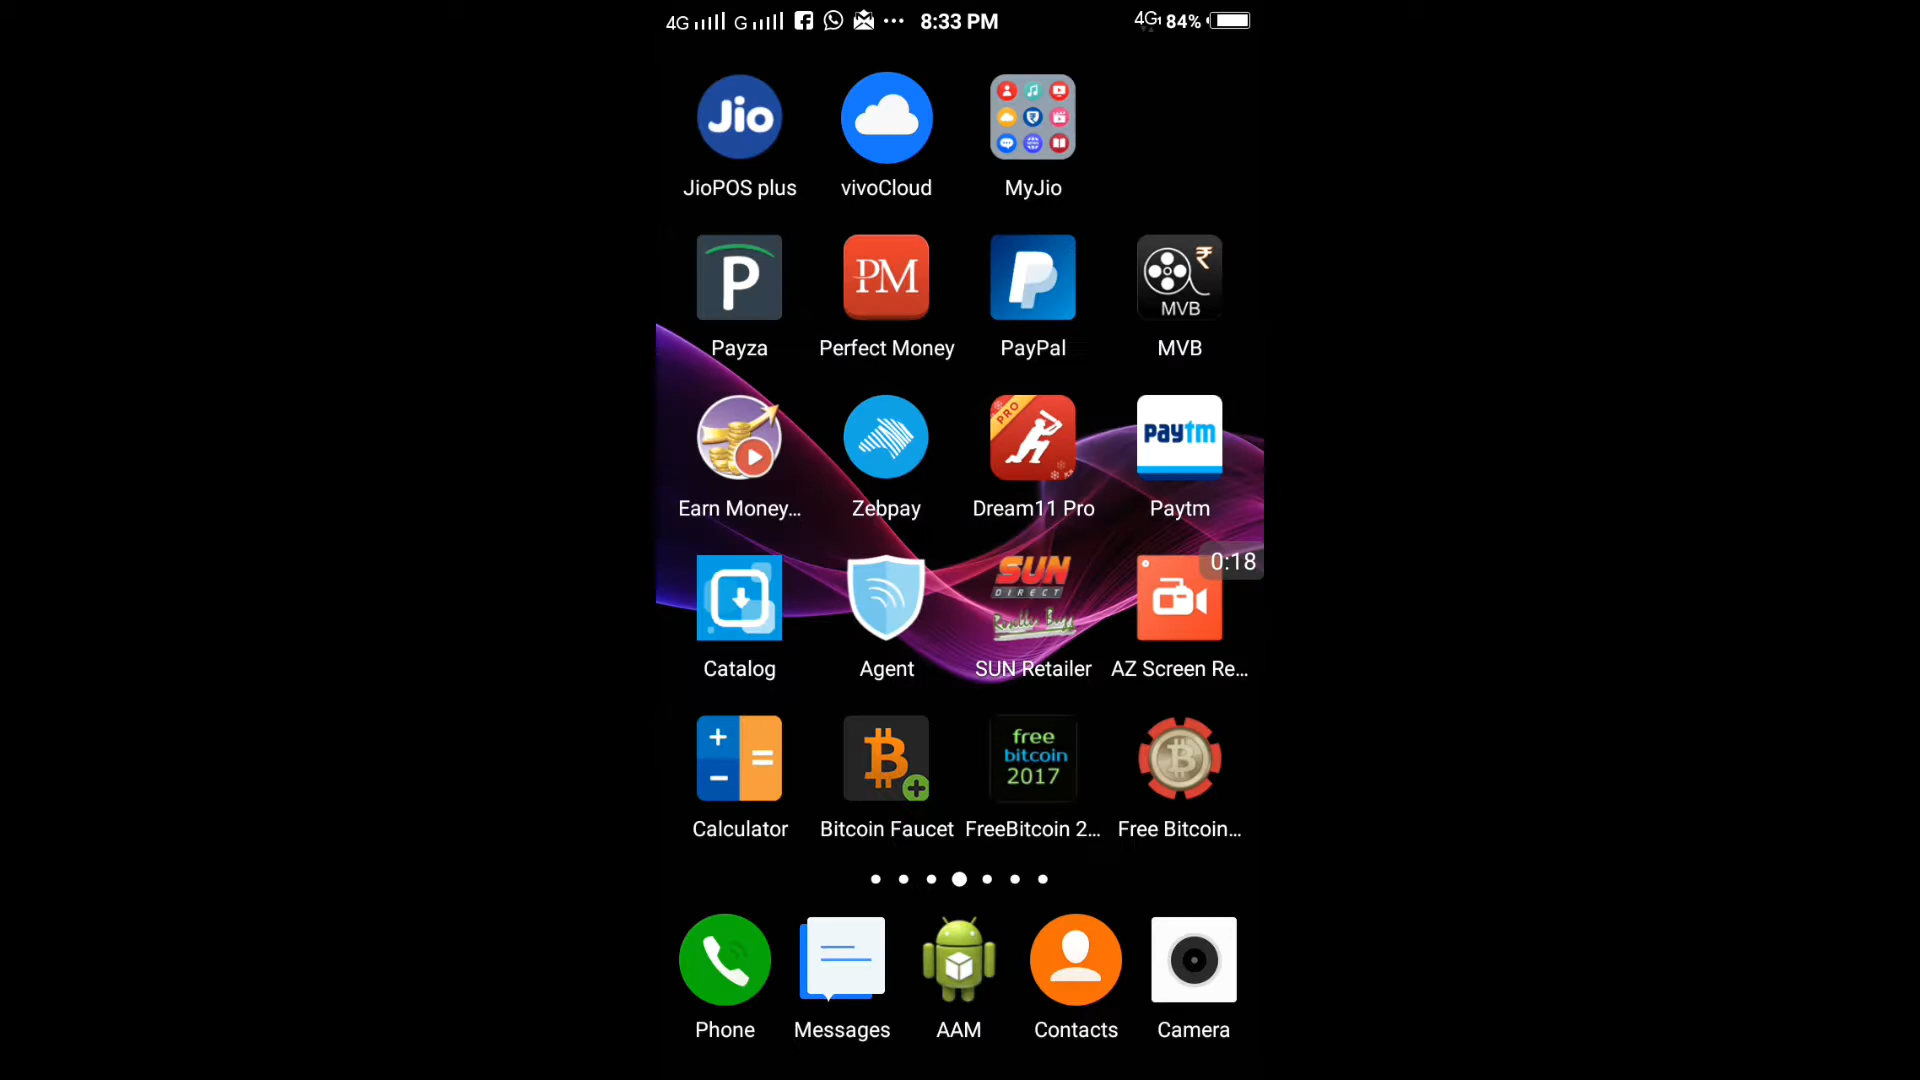 4G G 8:33 PM 4G 84%
Jio
JioPOS plus vivoCloud MyJio
P PM P ₹ MVB
Payza Perfect Money PayPal MVB
PRO paytm
Earn Money... Zebpay Dream11 Pro Paytm
0:18
SUN
DIRECT
Catalog Agent SUN Retailer AZ Screen Re...
free
bitcoin
2017
Calculator Bitcoin Faucet FreeBitcoin 2... Free Bitcoin...
Phone Messages AAM Contacts Camera